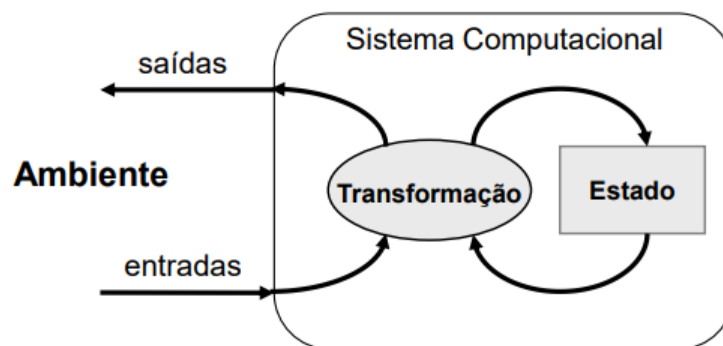 Sistema Computacional
saídas
Ambiente
Transformação
Estado
entradas